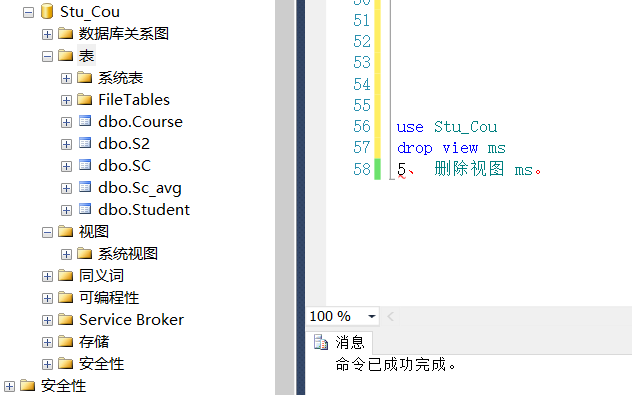 Stu_Cou
数据库关系图
表
系统表
FileTables
dbo.Course
dbo.S2
dbo.SC
dbo.Sc_avg
dbo.Student
视图
系统视图
同义词
可编程性
Service Broker
存储
安全性
安全性
50
51
52
53
54
55
56 use Stu_Cou
57 drop view ms
58 5、 删除视图 ms。
100 %
消息
命令已成功完成。